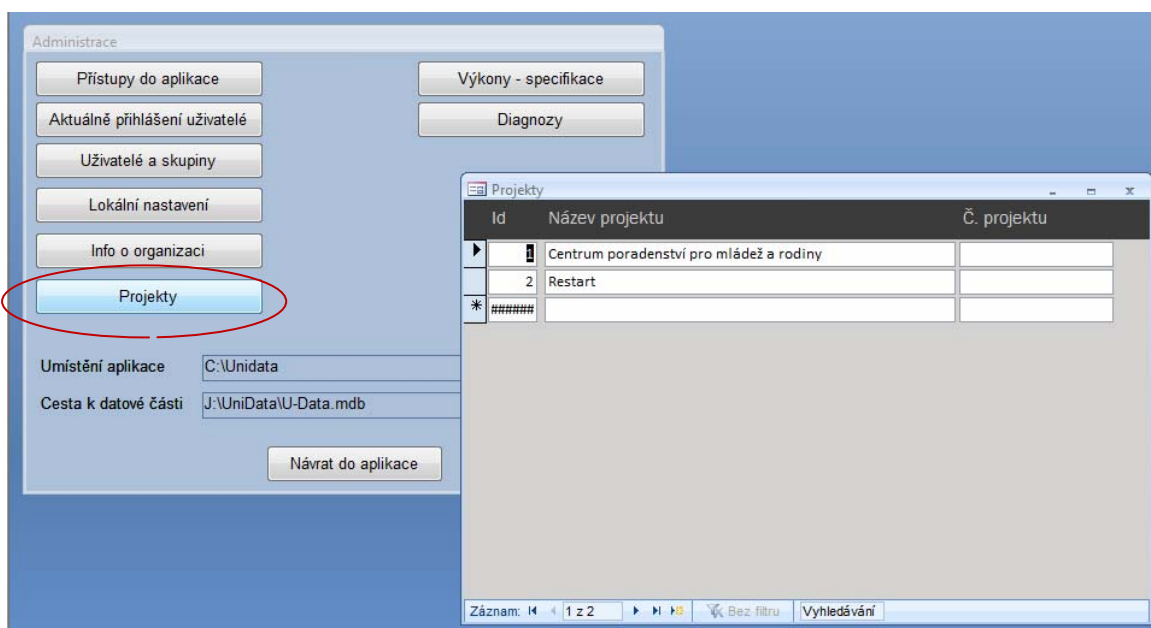 Administrace
Přístupy do aplikace
Výkony - specifikace
Aktuálně přihlášení uživatelé
Diagnozy
Uživatelé a skupiny
Lokální nastavení
Info o organizaci
Projekty
Umístění aplikace C:\Unidata
Cesta k datové části J:\UniData\U-Data.mdb
Návrat do aplikace
Projekty
Id Název projektu Č. projektu
1 Centrum poradenství pro mládež a rodiny
2 Restart
######
Záznam: 1 z 2 Bez filtru Vyhledávání